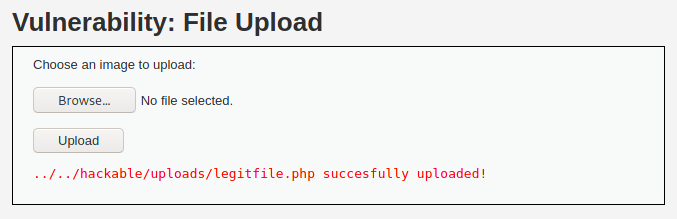 Vulnerability: File Upload
Choose an image to upload:
Browse... No file selected.
Upload
../../hackable/uploads/legitfile.php succesfully uploaded!